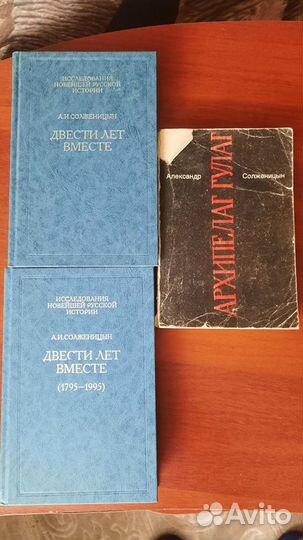 ИССЛЕДОВАНИЯ
НОВЕЙШЕЙ РУССКОЙ
ИСТОРИИ
А.И.СОЛЖЕНИЦЫН
ДВЕСТИ ЛЕТ
ВМЕСТЕ
Александр Солженицын
АРХИПЕЛАГ ГУЛАГ
ИССЛЕДОВАНИЯ
НОВЕЙШЕЙ РУССКОЙ
ИСТОРИИ
А.И.СОЛЖЕНИЦЫН
ДВЕСТИ ЛЕТ
ВМЕСТЕ
(1795–1995)
Avito